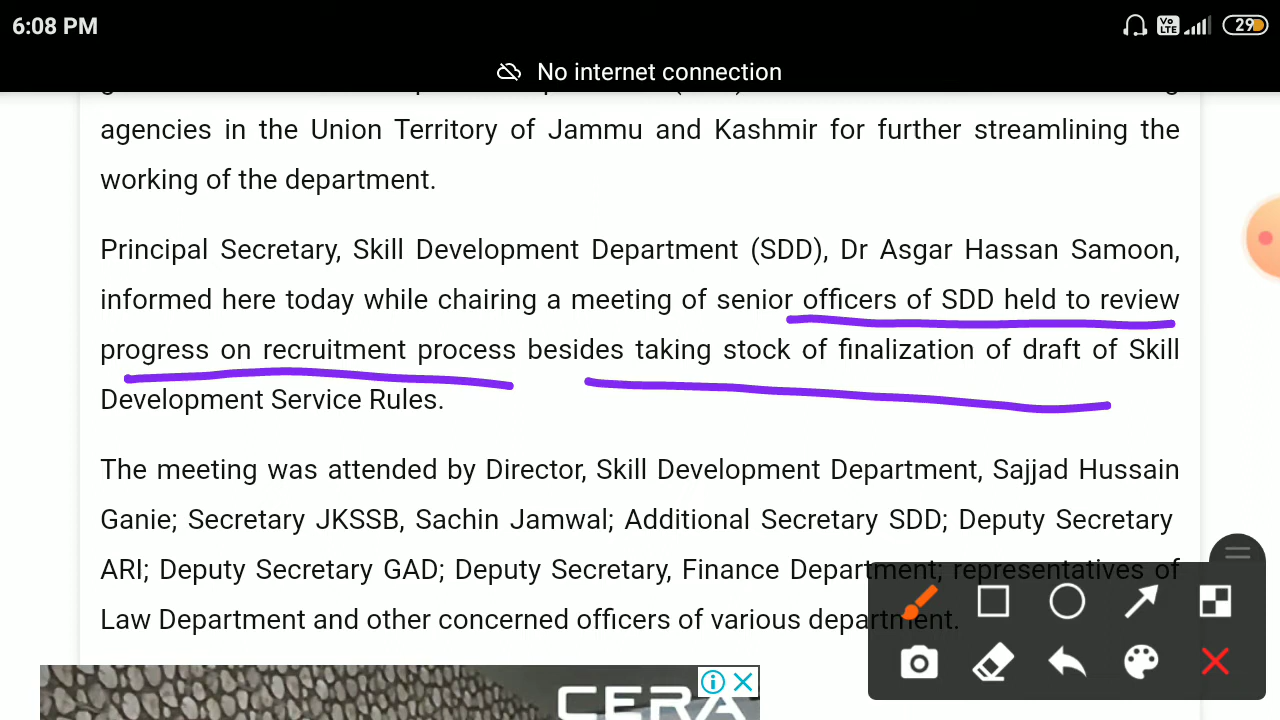 6:08 PM
Vo LTE
29
No internet connection
agencies in the Union Territory of Jammu and Kashmir for further streamlining the
working of the department.
Principal Secretary, Skill Development Department (SDD), Dr Asgar Hassan Samoon,
informed here today while chairing a meeting of senior officers of SDD held to review
progress on recruitment process besides taking stock of finalization of draft of Skill
Development Service Rules.
The meeting was attended by Director, Skill Development Department, Sajjad Hussain
Ganie; Secretary JKSSB, Sachin Jamwal; Additional Secretary SDD; Deputy Secretary
ARI; Deputy Secretary GAD; Deputy Secretary, Finance Department; representatives of
Law Department and other concerned officers of various department.
CERA